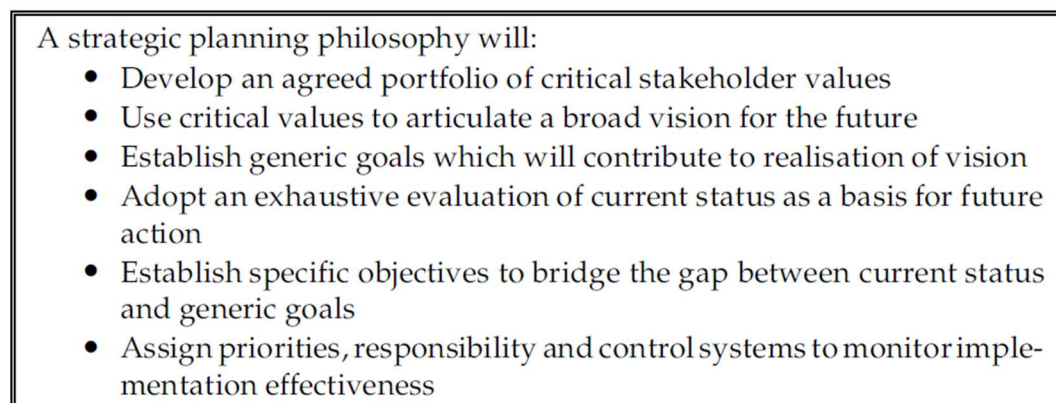 A strategic planning philosophy will:
• Develop an agreed portfolio of critical stakeholder values
• Use critical values to articulate a broad vision for the future
• Establish generic goals which will contribute to realisation of vision
• Adopt an exhaustive evaluation of current status as a basis for future
action
• Establish specific objectives to bridge the gap between current status
and generic goals
• Assign priorities, responsibility and control systems to monitor imple-
mentation effectiveness